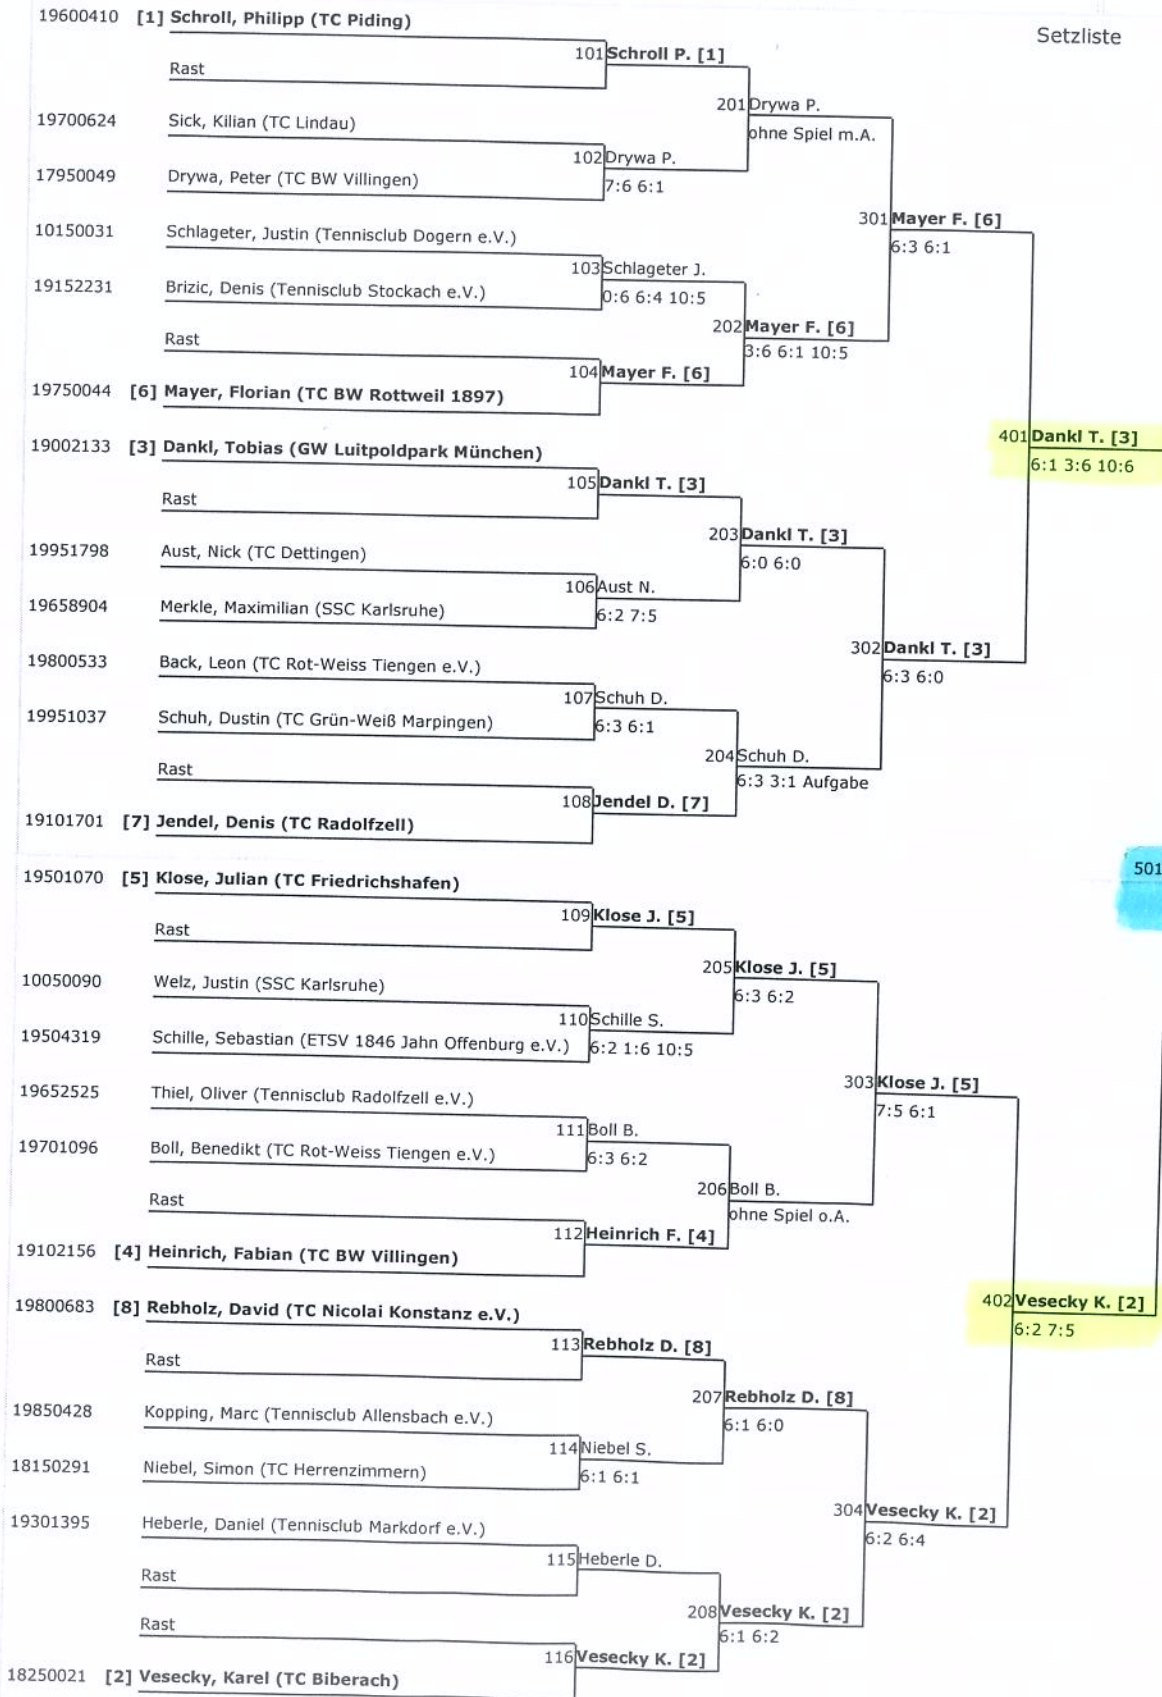 19600410 [1] Schroll, Philipp (TC Piding)
Setzliste
101 Schroll P. [1]
Rast
201 Drywa P.
ohne Spiel m.A.
19700624 Sick, Kilian (TC Lindau)
102 Drywa P.
7:6 6:1
17950049 Drywa, Peter (TC BW Villingen)
301 Mayer F. [6]
6:3 6:1
10150031 Schlageter, Justin (Tennisclub Dogern e.V.)
103 Schlageter J.
0:6 6:4 10:5
19152231 Brizic, Denis (Tennisclub Stockach e.V.)
202 Mayer F. [6]
3:6 6:1 10:5
Rast
104 Mayer F. [6]
19750044 [6] Mayer, Florian (TC BW Rottweil 1897)
401 Dankl T. [3]
6:1 3:6 10:6
19002133 [3] Dankl, Tobias (GW Luitpoldpark München)
105 Dankl T. [3]
Rast
203 Dankl T. [3]
6:0 6:0
19951798 Aust, Nick (TC Dettingen)
106 Aust N.
6:2 7:5
19658904 Merkle, Maximilian (SSC Karlsruhe)
302 Dankl T. [3]
6:3 6:0
19800533 Back, Leon (TC Rot-Weiss Tiengen e.V.)
107 Schuh D.
6:3 6:1
19951037 Schuh, Dustin (TC Grün-Weiß Marpingen)
204 Schuh D.
6:3 3:1 Aufgabe
Rast
108 Jendel D. [7]
19101701 [7] Jendel, Denis (TC Radolfzell)
501
19501070 [5] Klose, Julian (TC Friedrichshafen)
109 Klose J. [5]
Rast
205 Klose J. [5]
6:3 6:2
10050090 Welz, Justin (SSC Karlsruhe)
110 Schille S.
6:2 1:6 10:5
19504319 Schille, Sebastian (ETSV 1846 Jahn Offenburg e.V.)
303 Klose J. [5]
7:5 6:1
19652525 Thiel, Oliver (Tennisclub Radolfzell e.V.)
111 Boll B.
6:3 6:2
19701096 Boll, Benedikt (TC Rot-Weiss Tiengen e.V.)
206 Boll B.
ohne Spiel o.A.
Rast
112 Heinrich F. [4]
19102156 [4] Heinrich, Fabian (TC BW Villingen)
402 Vesecky K. [2]
6:2 7:5
19800683 [8] Rebholz, David (TC Nicolai Konstanz e.V.)
113 Rebholz D. [8]
Rast
207 Rebholz D. [8]
6:1 6:0
19850428 Kopping, Marc (Tennisclub Allensbach e.V.)
114 Niebel S.
6:1 6:1
18150291 Niebel, Simon (TC Herrenzimmern)
304 Vesecky K. [2]
6:2 6:4
19301395 Heberle, Daniel (Tennisclub Markdorf e.V.)
115 Heberle D.
Rast
208 Vesecky K. [2]
6:1 6:2
Rast
116 Vesecky K. [2]
18250021 [2] Vesecky, Karel (TC Biberach)